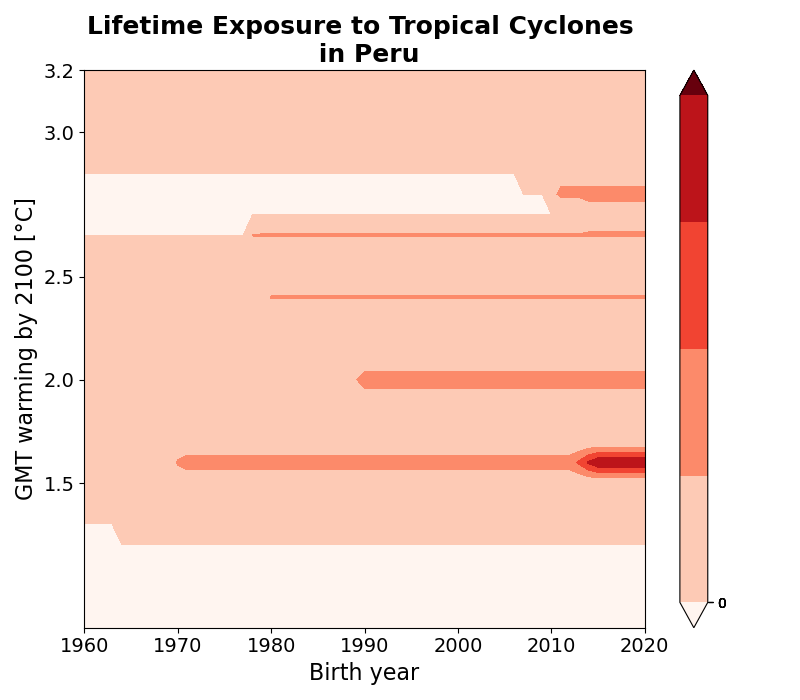 Lifetime Exposure to Tropical Cyclones
in Peru
GMT warming by 2100 [°C]
3.2
3.0
2.5
2.0
1.5
1960 1970 1980 1990 2000 2010 2020
Birth year
0